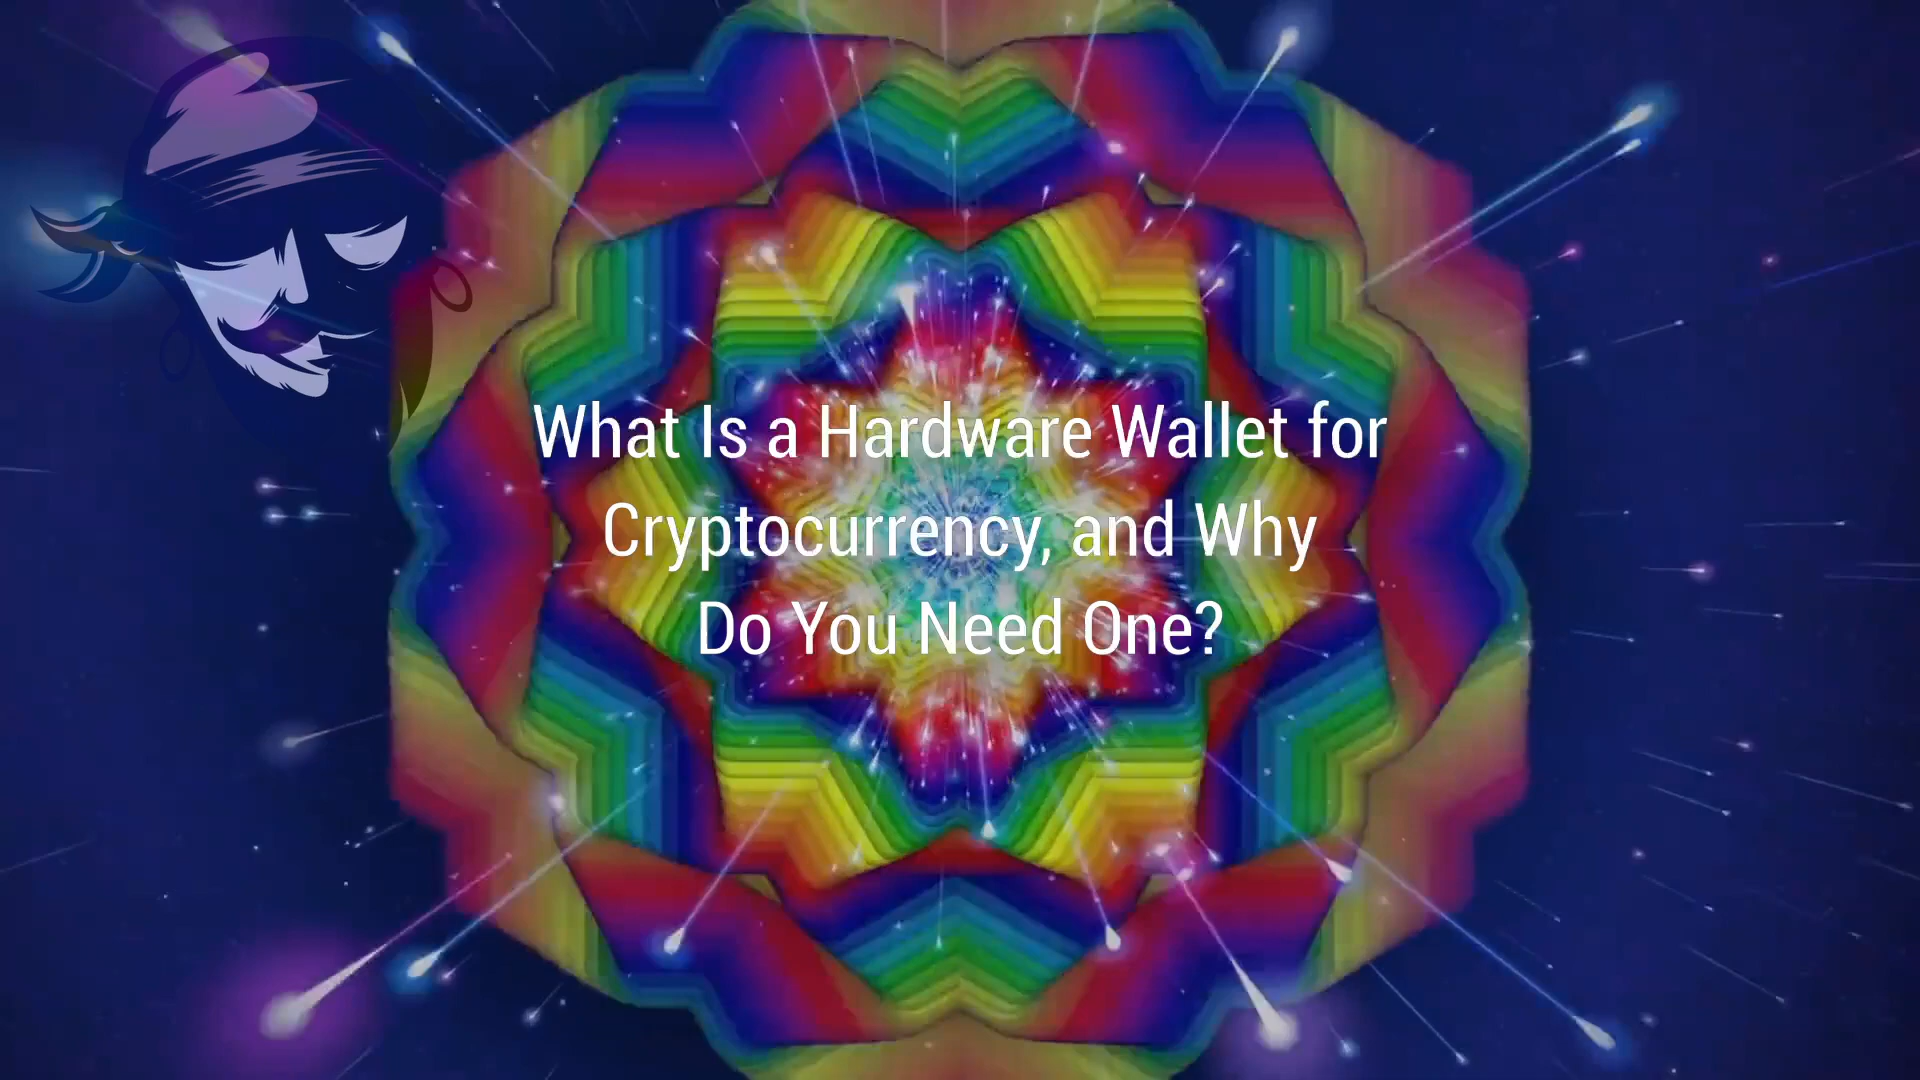 What Is a Hardware Wallet for
Cryptocurrency, and Why
Do You Need One?